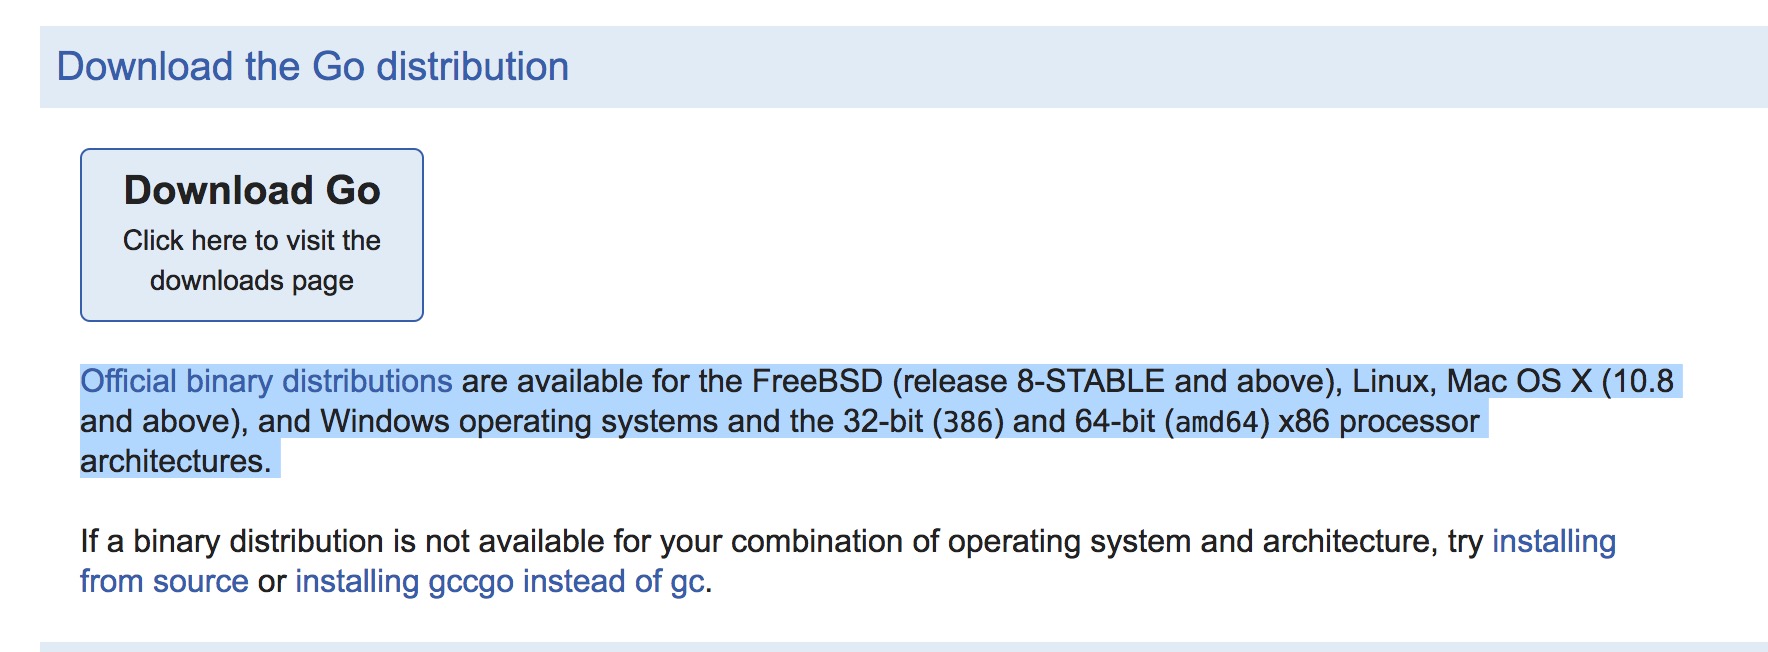 Download the Go distribution
Download Go
Click here to visit the
downloads page
Official binary distributions are available for the FreeBSD (release 8-STABLE and above), Linux, Mac OS X (10.8
and above), and Windows operating systems and the 32-bit (386) and 64-bit (amd64) x86 processor
architectures.
If a binary distribution is not available for your combination of operating system and architecture, try installing
from source or installing gccgo instead of gc.